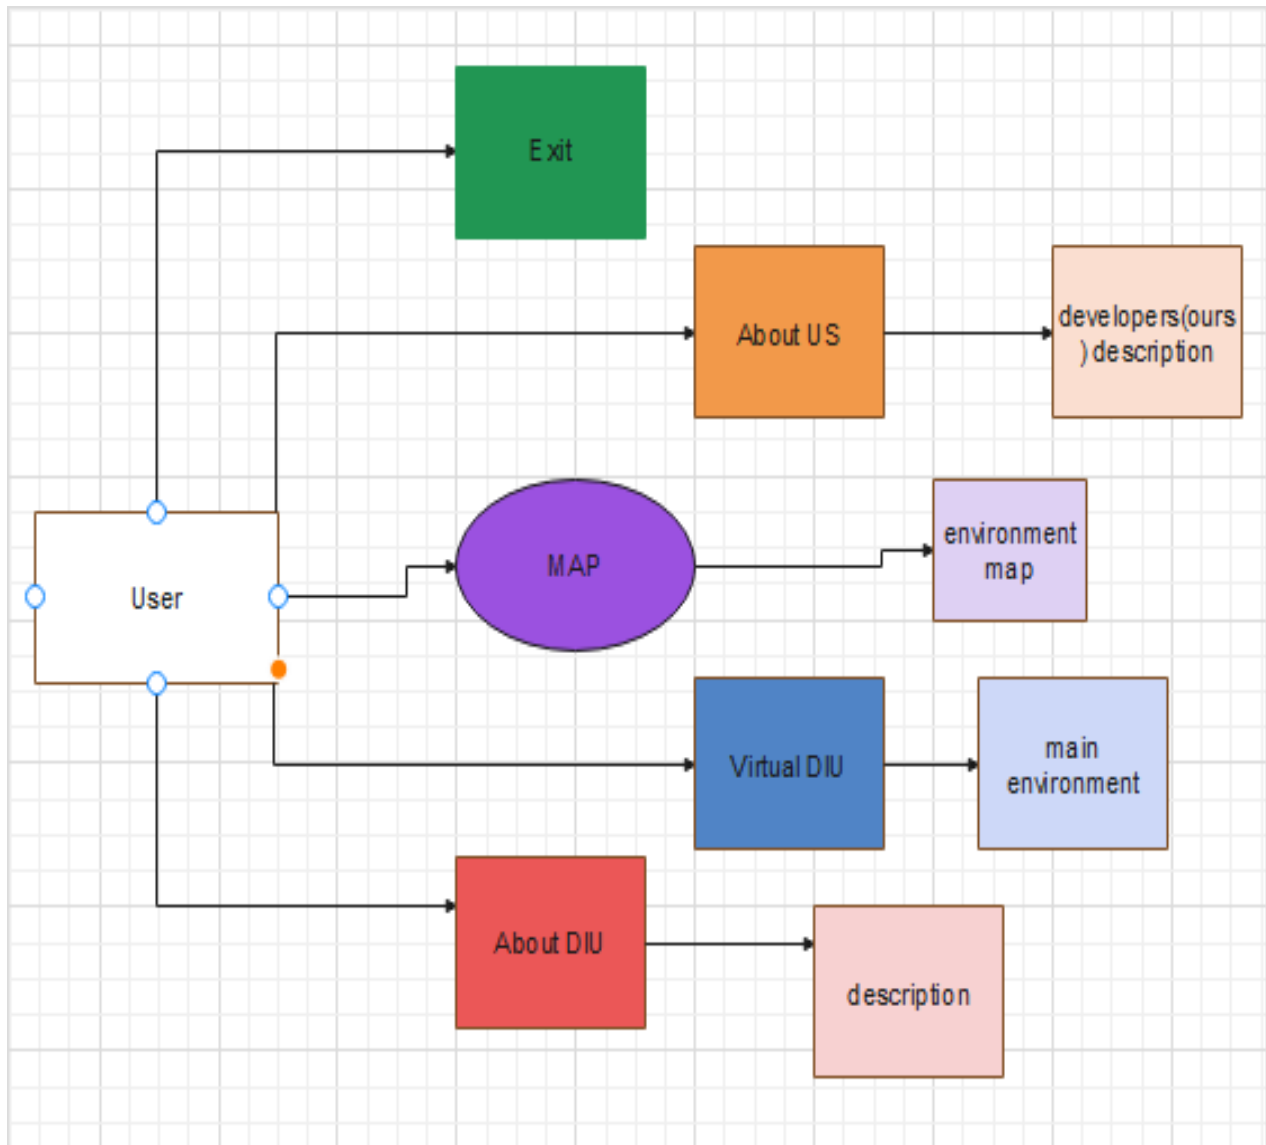 Exit
About US
developers(ours
) description
User
MAP
environment
map
Virtual DIU
main
environment
About DIU
description